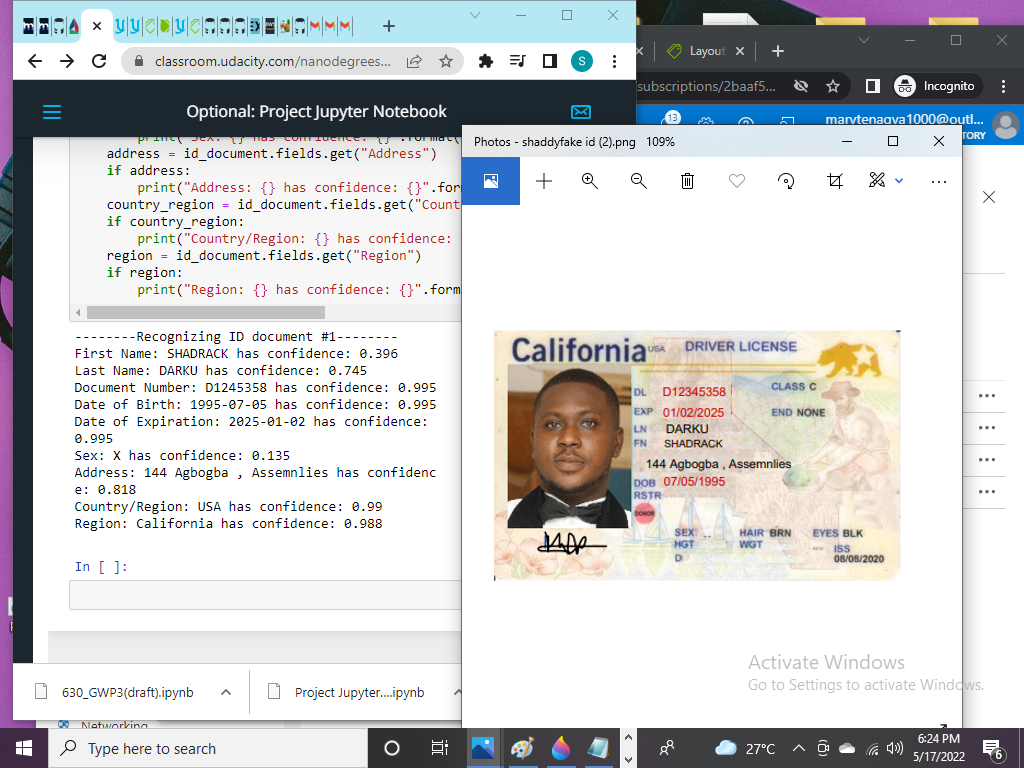 classroom.udacity.com/nanodegrees...
S
Layout
subscriptions/2baaf5...
Incognito
Optional: Project Jupyter Notebook
13
marytenagya1000@outl...
TORY
Photos - shaddyfake id (2).png 109%
print("Sex: {} has confidence: {}".format(
address = id_document.fields.get("Address")
if address:
print("Address: {} has confidence: {}".for
country_region = id_document.fields.get("Count
if country_region:
print("Country/Region: {} has confidence:
region = id_document.fields.get("Region")
if region:
print("Region: {} has confidence: {}".form
--------Recognizing ID document #1--------
First Name: SHADRACK has confidence: 0.396
Last Name: DARKU has confidence: 0.745
Document Number: D1245358 has confidence: 0.995
Date of Birth: 1995-07-05 has confidence: 0.995
Date of Expiration: 2025-01-02 has confidence:
0.995
Sex: X has confidence: 0.135
Address: 144 Agbogba , Assemnlies has confidenc
e: 0.818
Country/Region: USA has confidence: 0.99
Region: California has confidence: 0.988
In [ ]:
California USA DRIVER LICENSE
DL D12345358 CLASS C
EXP 01/02/2025 END NONE
LN DARKU
FN SHADRACK
144 Agbogba , Assemnlies
DOB 07/05/1995
RSTR
DONOR
SEX HAIR BRN EYES BLK
HGT WGT
D
ISS
08/08/2020
Activate Windows
Go to Settings to activate Windows.
630_GWP3(draft).ipynb
Project Jupyter....ipynb
Networking
Type here to search
27°C
6:24 PM
5/17/2022
6